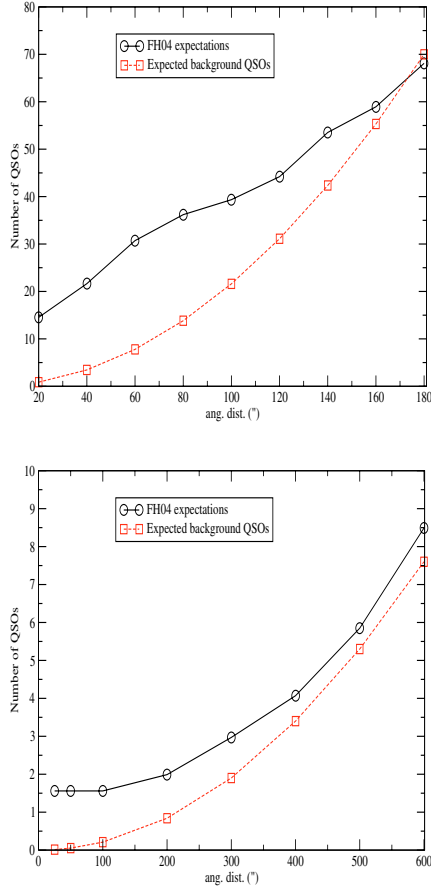 80
70
60
50
40
30
20
10
0
Number of QSOs
FH04 expectations
Expected background QSOs
20 40 60 80 100 120 140 160 180
ang. dist. (")
10
9
8
7
6
5
4
3
2
1
0
Number of QSOs
FH04 expectations
Expected background QSOs
0 100 200 300 400 500 600
ang. dist. (")